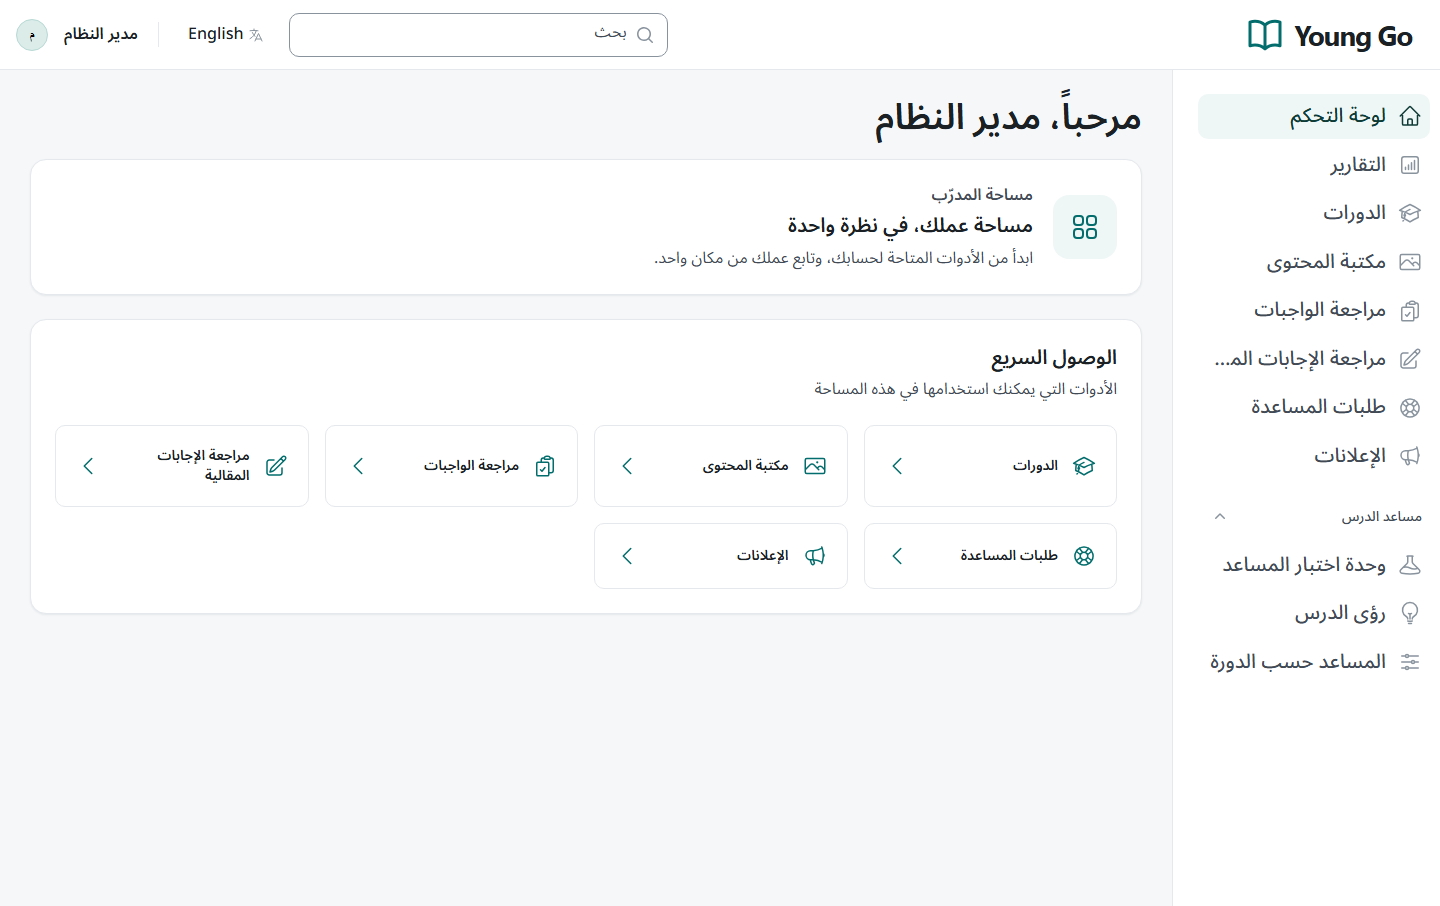 Young Go
بحث
English
مدير النظام
م
لوحة التحكم
التقارير
الدورات
مكتبة المحتوى
مراجعة الواجبات
مراجعة الإجابات المـ...
طلبات المساعدة
الإعلانات
مساعد الدرس
وحدة اختبار المساعد
رؤى الدرس
المساعد حسب الدورة
مرحباً، مدير النظام
مساحة المدرّب
مساحة عملك، في نظرة واحدة
ابدأ من الأدوات المتاحة لحسابك، وتابع عملك من مكان واحد.
الوصول السريع
الأدوات التي يمكنك استخدامها في هذه المساحة
الدورات
مكتبة المحتوى
مراجعة الواجبات
مراجعة الإجابات
المقالية
طلبات المساعدة
الإعلانات